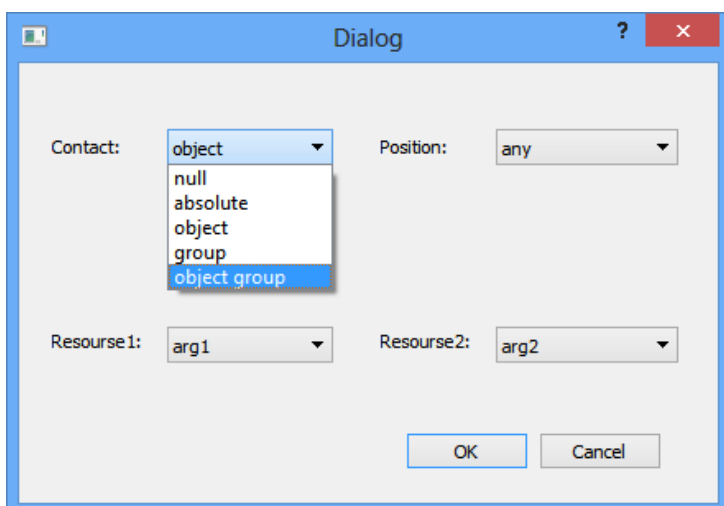 Dialog ?
Contact: object Position: any
null
absolute
object
group
object group
Resourse1: arg1 Resourse2: arg2
OK Cancel